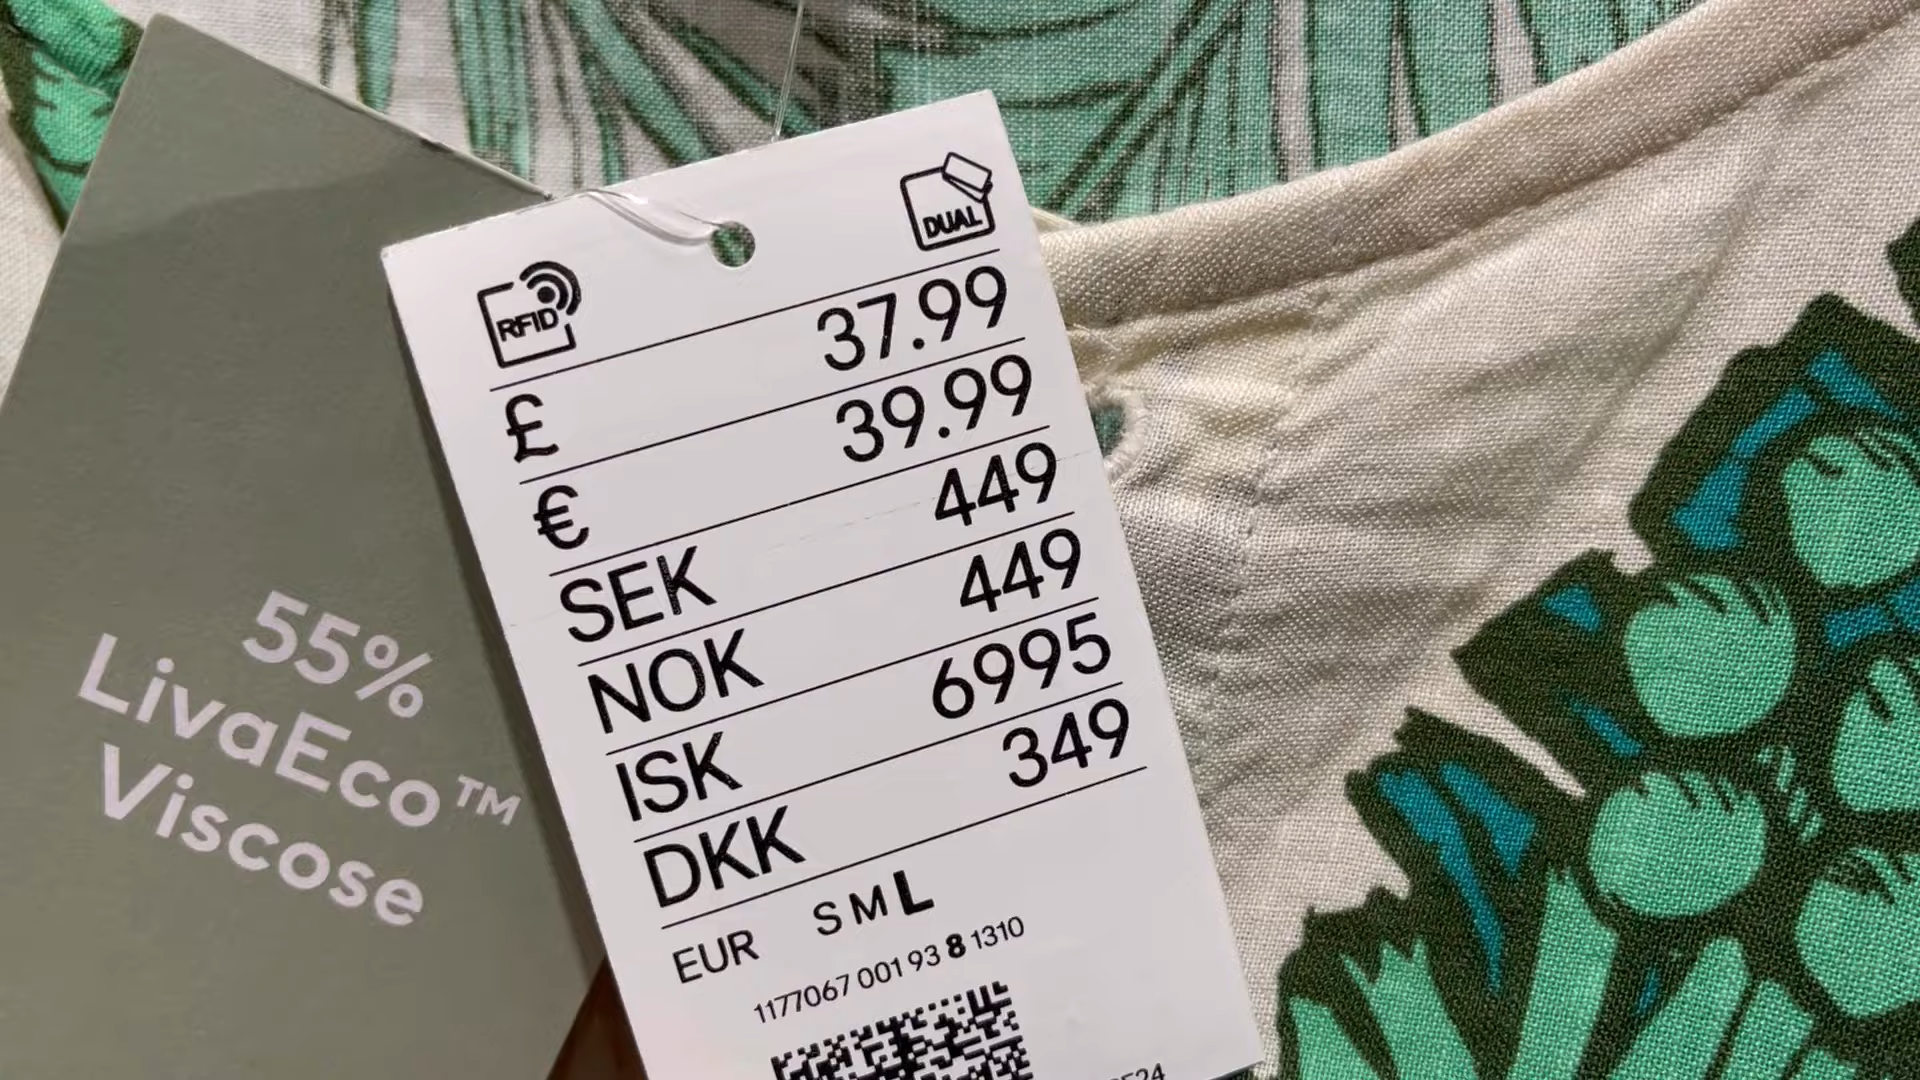 55%
LivaEco™
Viscose
RFID
DUAL
£ 37.99
€ 39.99
SEK 449
NOK 449
ISK 6995
DKK 349
EUR S M L
1177067 001 93 8 1310